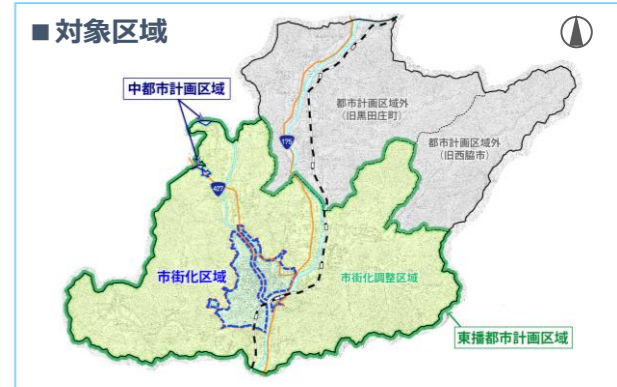 ■対象区域
中都市計画区域
都市計画区域外
(旧黒田庄町)
都市計画区域外
(旧西脇市)
175
427
市街化区域
市街化調整区域
東播都市計画区域